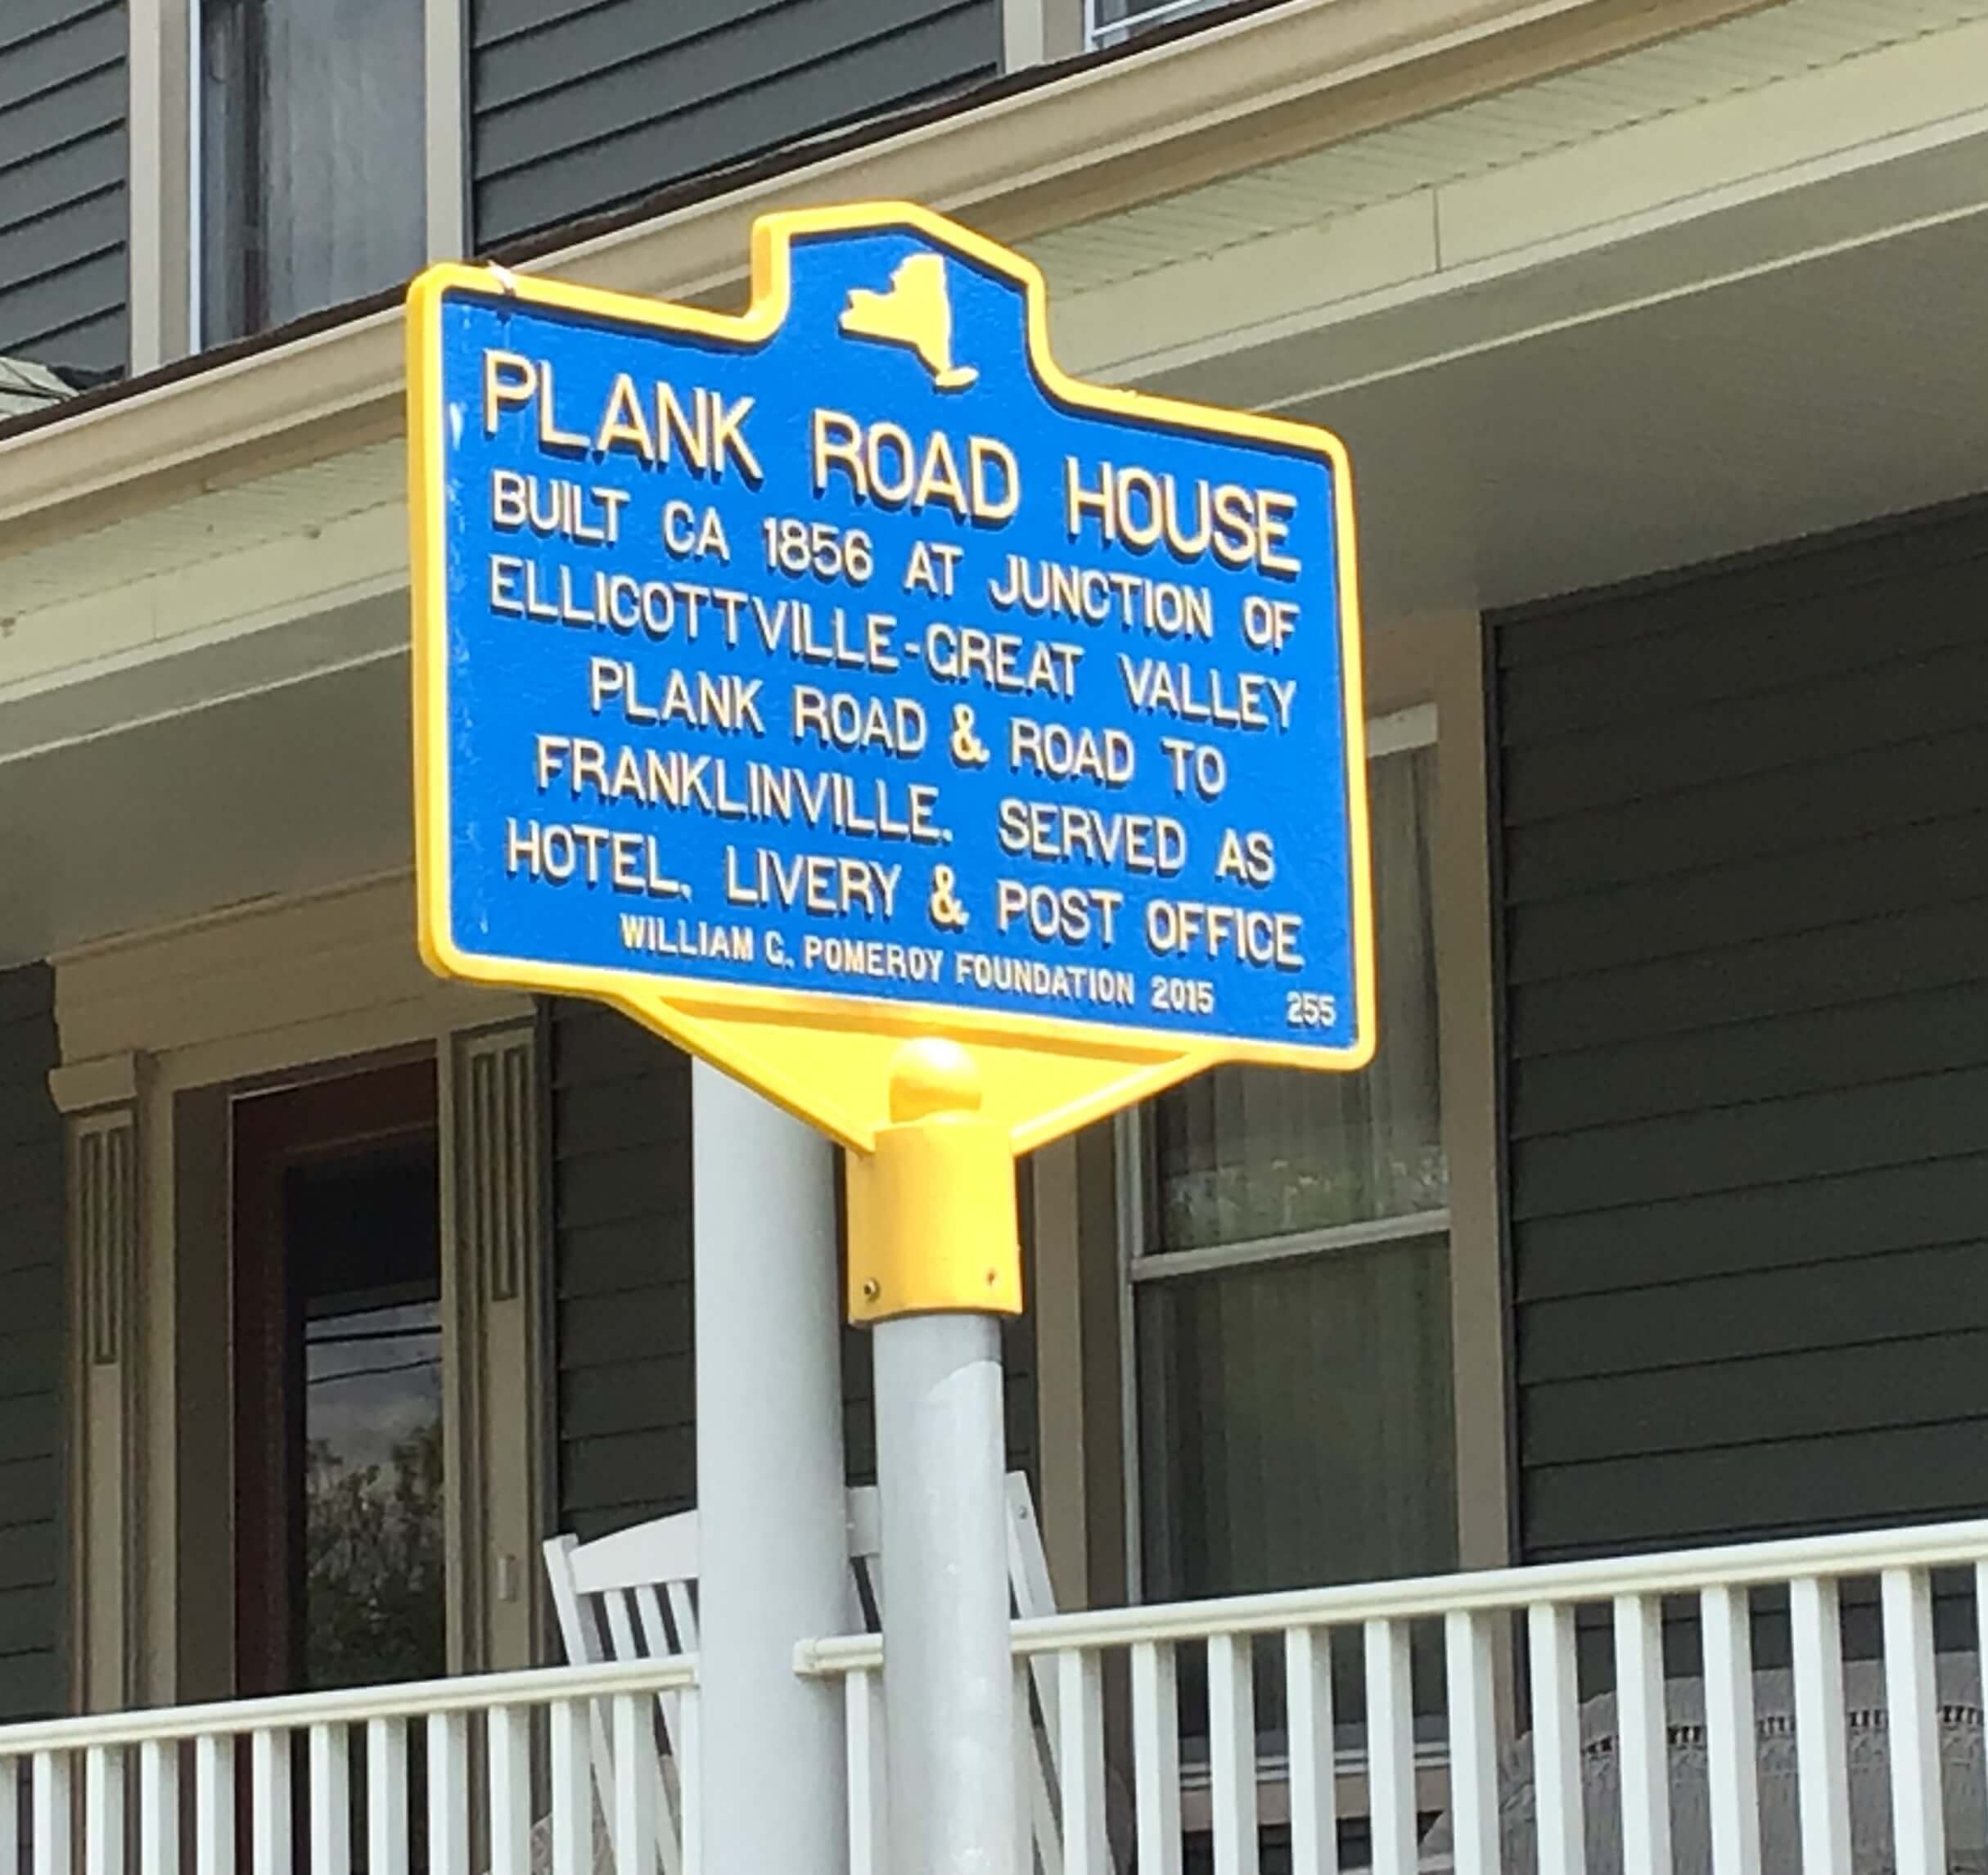 PLANK ROAD HOUSE
BUILT CA 1856 AT JUNCTION OF
ELLICOTTVILLE-GREAT VALLEY
PLANK ROAD & ROAD TO
FRANKLINVILLE. SERVED AS
HOTEL, LIVERY & POST OFFICE
WILLIAM G. POMEROY FOUNDATION 2015 255